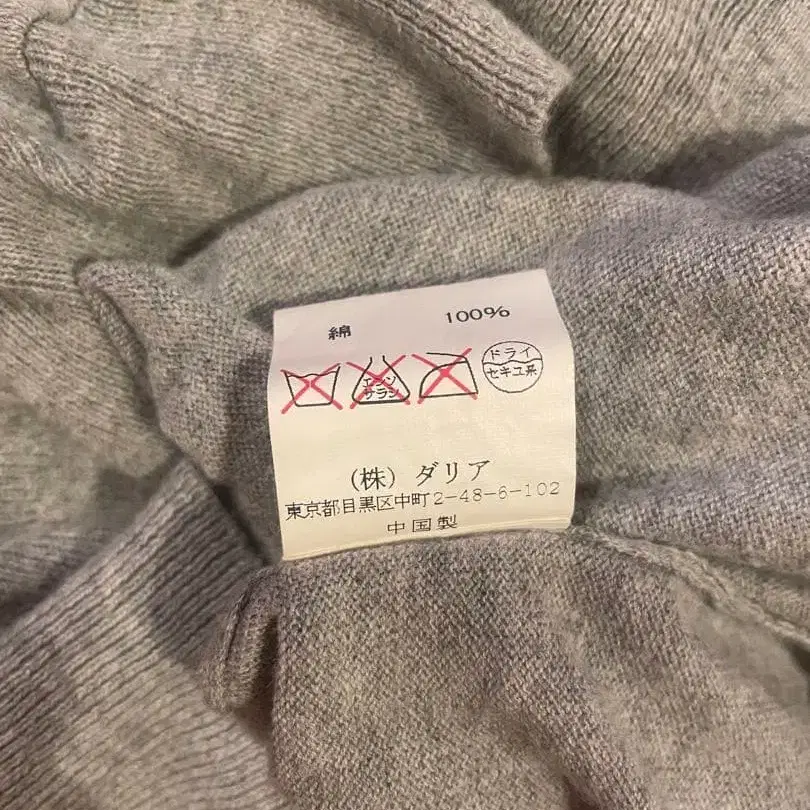 綿 100%
エンソ サラシ
ドライ
セキユ系
(株) ダリア
東京都目黒区中町2-48-6-102
中国製